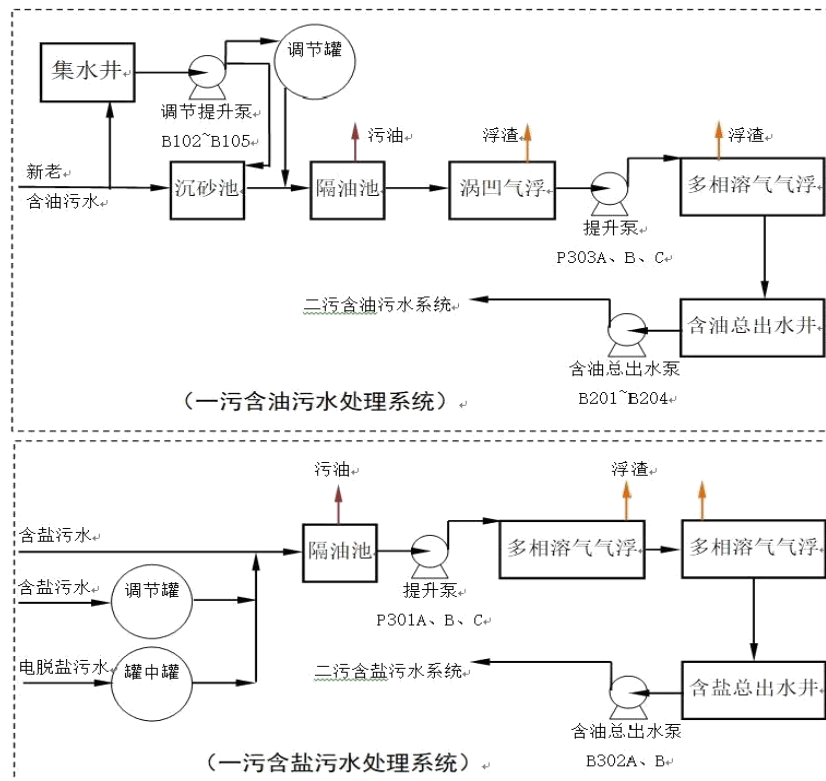 集水井
调节罐
调节提升泵
B102~B105
污油
浮渣
浮渣
新老
含油污水
沉砂池
隔油池
涡凹气浮
多相溶气气浮
提升泵
P303A、B、C
二污含油污水系统
含油总出水井
含油总出水泵
B201~B204
(一污含油污水处理系统)
污油
浮渣
含盐污水
隔油池
多相溶气气浮
多相溶气气浮
含盐污水
调节罐
提升泵
P301A、B、C
电脱盐污水
罐中罐
二污含盐污水系统
含盐总出水井
含油总出水泵
B302A、B
(一污含盐污水处理系统)